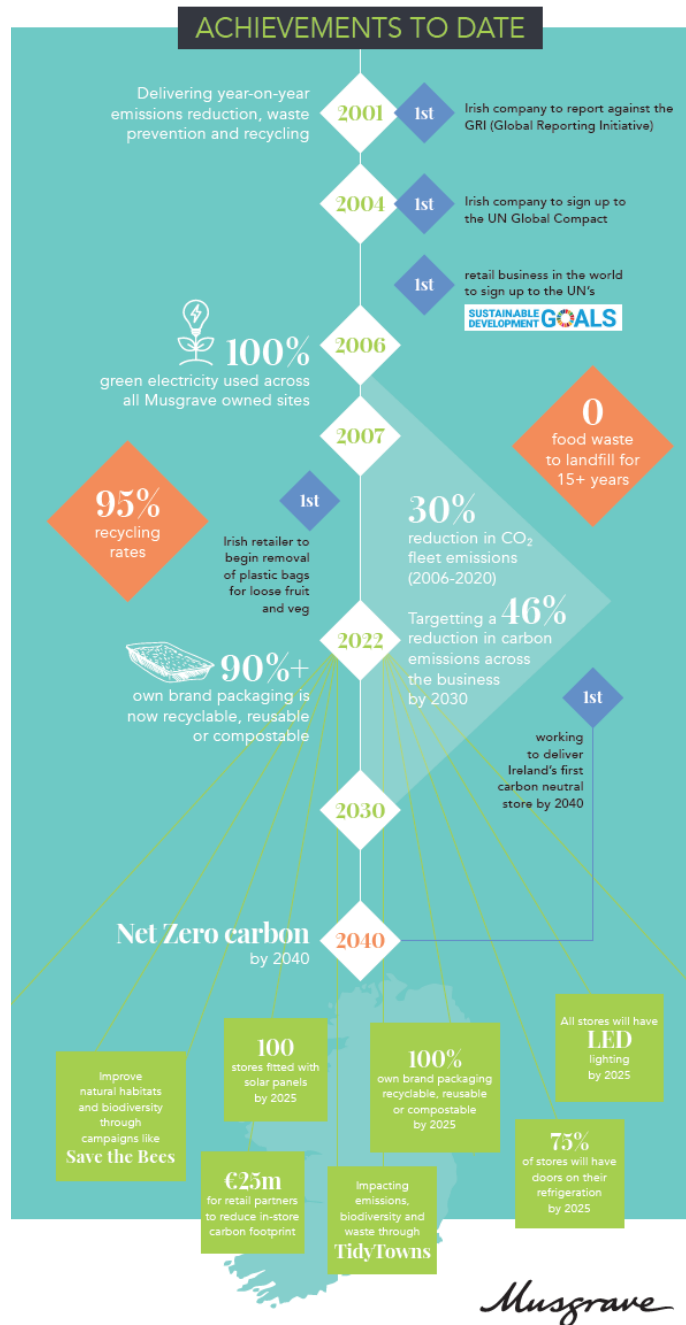 ACHIEVEMENTS TO DATE
Delivering year-on-year
emissions reduction, waste
prevention and recycling
2001
1st
Irish company to report against the
GRI (Global Reporting Initiative)
2004
1st
Irish company to sign up to
the UN Global Compact
1st
retail business in the world
to sign up to the UN's
SUSTAINABLE
DEVELOPMENT
GOALS
2006
100%
green electricity used across
all Musgrave owned sites
2007
0
food waste
to landfill for
15+ years
95%
recycling
rates
1st
Irish retailer to
begin removal
of plastic bags
for loose fruit
and veg
30%
reduction in CO₂
fleet emissions
(2006-2020)
Targetting a 46%
reduction in carbon
emissions across
the business
by 2030
2022
90%+
own brand packaging is
now recyclable, reusable
or compostable
1st
working
to deliver
Ireland's first
carbon neutral
store by 2040
2030
Net Zero carbon
by 2040
2040
Improve
natural habitats
and biodiversity
through
campaigns like
Save the Bees
100
stores fitted with
solar panels
by 2025
100%
own brand packaging
recyclable, reusable
or compostable
by 2025
All stores will have
LED
lighting
by 2025
€25m
for retail partners
to reduce in-store
carbon footprint
Impacting
emissions,
biodiversity and
waste through
TidyTowns
75%
of stores will have
doors on their
refrigeration
by 2025
Musgrave